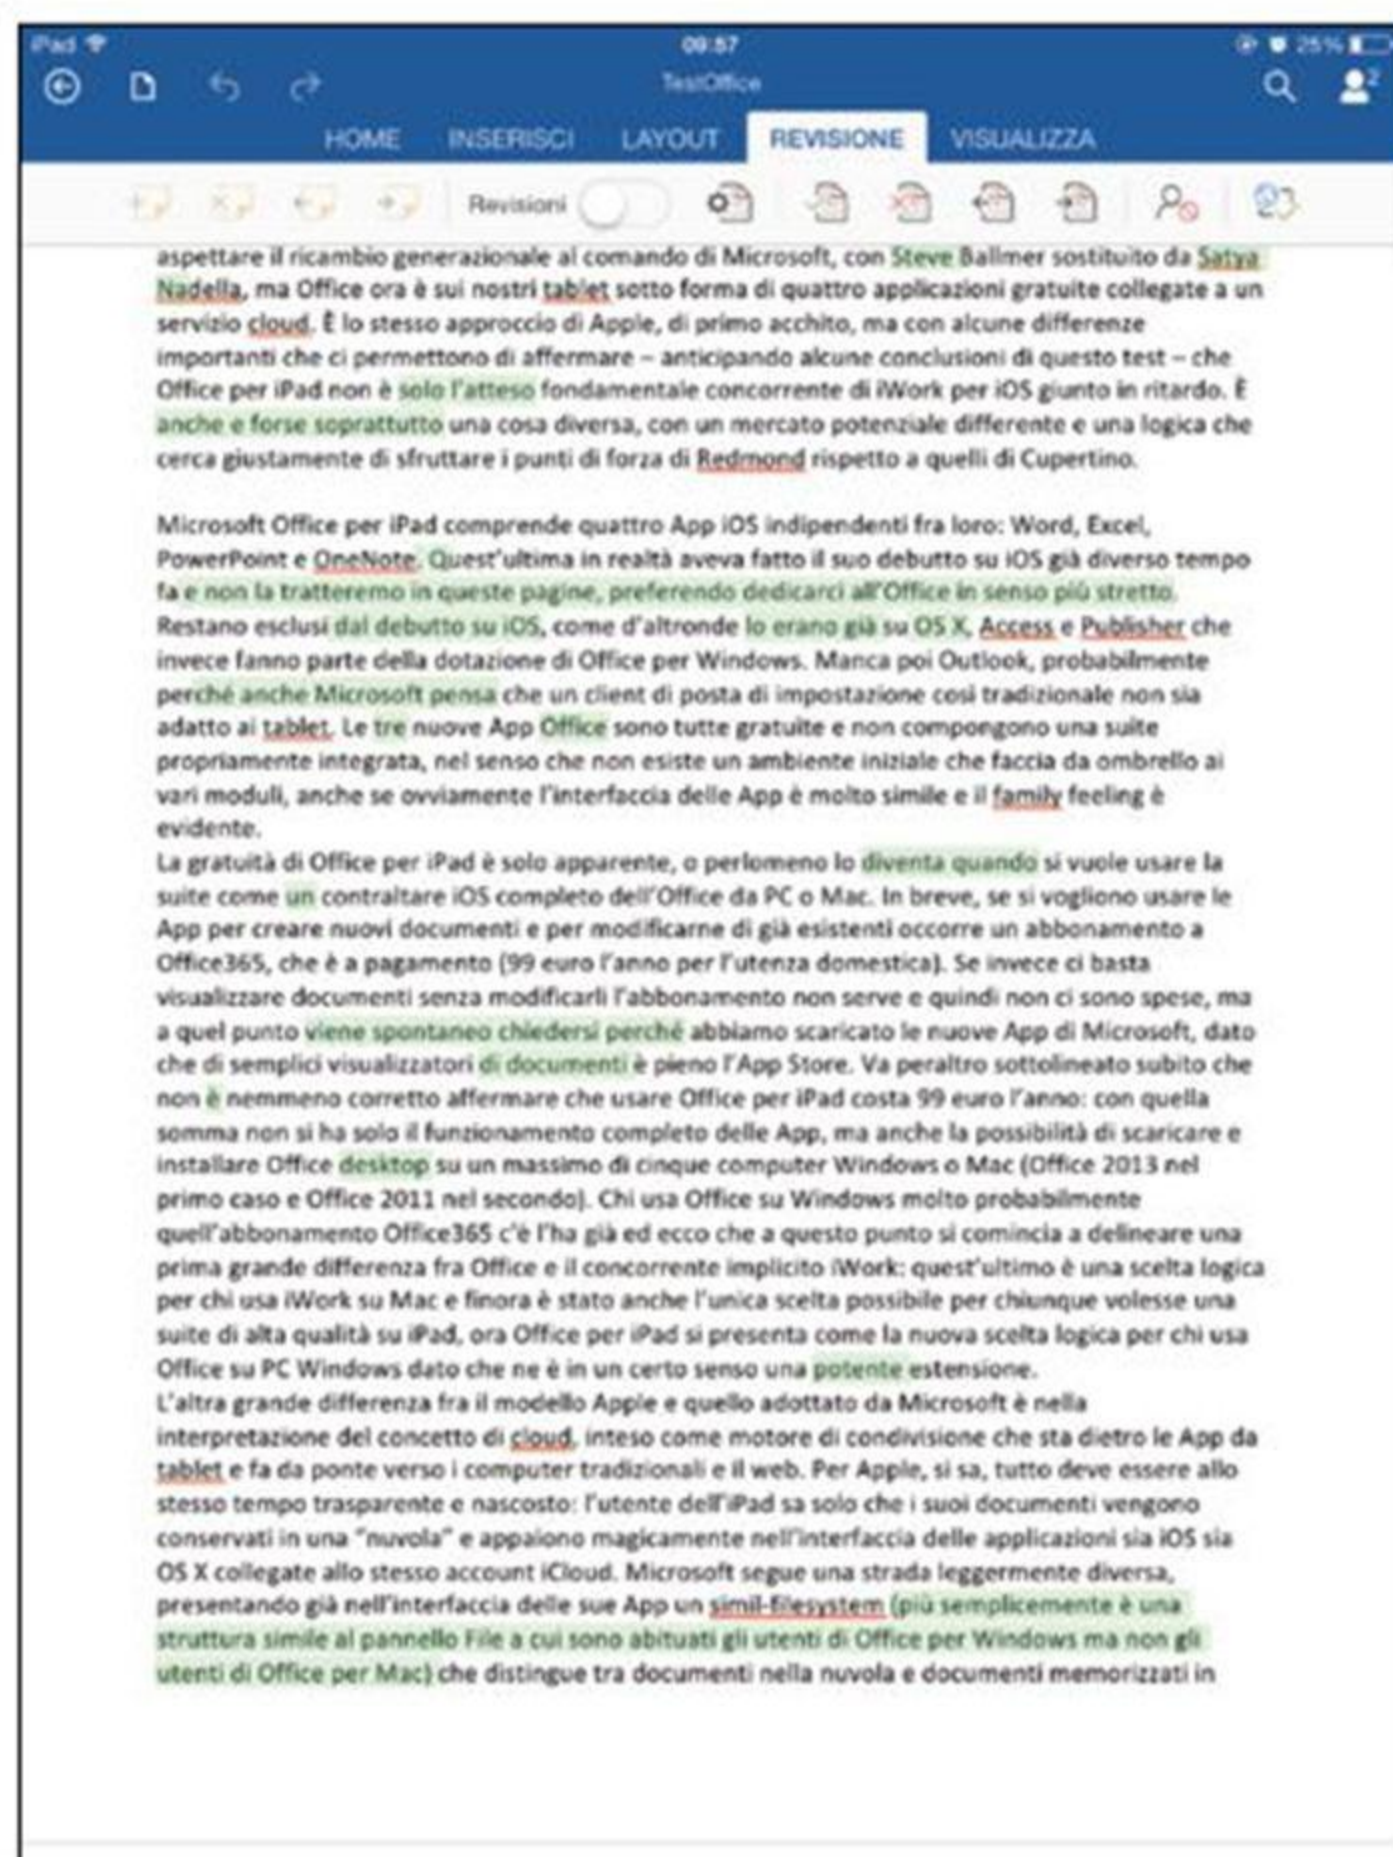 iPad 09:57 25%
TestOffice
2
HOME INSERISCI LAYOUT REVISIONE VISUALIZZA
Revisioni
aspettare il ricambio generazionale al comando di Microsoft, con Steve Ballmer sostituito da Satya
Nadella, ma Office ora è sui nostri tablet sotto forma di quattro applicazioni gratuite collegate a un
servizio cloud. È lo stesso approccio di Apple, di primo acchito, ma con alcune differenze
importanti che ci permettono di affermare – anticipando alcune conclusioni di questo test – che
Office per iPad non è solo l'atteso fondamentale concorrente di iWork per iOS giunto in ritardo. È
anche e forse soprattutto una cosa diversa, con un mercato potenziale differente e una logica che
cerca giustamente di sfruttare i punti di forza di Redmond rispetto a quelli di Cupertino.
Microsoft Office per iPad comprende quattro App iOS indipendenti fra loro: Word, Excel,
PowerPoint e OneNote. Quest'ultima in realtà aveva fatto il suo debutto su iOS già diverso tempo
fa e non la tratteremo in queste pagine, preferendo dedicarci all'Office in senso più stretto.
Restano esclusi dal debutto su iOS, come d'altronde lo erano già su OS X, Access e Publisher che
invece fanno parte della dotazione di Office per Windows. Manca poi Outlook, probabilmente
perché anche Microsoft pensa che un client di posta di impostazione così tradizionale non sia
adatto ai tablet. Le tre nuove App Office sono tutte gratuite e non compongono una suite
propriamente integrata, nel senso che non esiste un ambiente iniziale che faccia da ombrello ai
vari moduli, anche se ovviamente l'interfaccia delle App è molto simile e il family feeling è
evidente.
La gratuità di Office per iPad è solo apparente, o perlomeno lo diventa quando si vuole usare la
suite come un contraltare iOS completo dell'Office da PC o Mac. In breve, se si vogliono usare le
App per creare nuovi documenti e per modificarne di già esistenti occorre un abbonamento a
Office365, che è a pagamento (99 euro l'anno per l'utenza domestica). Se invece ci basta
visualizzare documenti senza modificarli l'abbonamento non serve e quindi non ci sono spese, ma
a quel punto viene spontaneo chiedersi perché abbiamo scaricato le nuove App di Microsoft, dato
che di semplici visualizzatori di documenti è pieno l'App Store. Va peraltro sottolineato subito che
non è nemmeno corretto affermare che usare Office per iPad costa 99 euro l'anno: con quella
somma non si ha solo il funzionamento completo delle App, ma anche la possibilità di scaricare e
installare Office desktop su un massimo di cinque computer Windows o Mac (Office 2013 nel
primo caso e Office 2011 nel secondo). Chi usa Office su Windows molto probabilmente
quell'abbonamento Office365 c'è l'ha già ed ecco che a questo punto si comincia a delineare una
prima grande differenza fra Office e il concorrente implicito iWork: quest'ultimo è una scelta logica
per chi usa iWork su Mac e finora è stato anche l'unica scelta possibile per chiunque volesse una
suite di alta qualità su iPad, ora Office per iPad si presenta come la nuova scelta logica per chi usa
Office su PC Windows dato che ne è in un certo senso una potente estensione.
L'altra grande differenza fra il modello Apple e quello adottato da Microsoft è nella
interpretazione del concetto di cloud, inteso come motore di condivisione che sta dietro le App da
tablet e fa da ponte verso i computer tradizionali e il web. Per Apple, si sa, tutto deve essere allo
stesso tempo trasparente e nascosto: l'utente dell'iPad sa solo che i suoi documenti vengono
conservati in una "nuvola" e appaiono magicamente nell'interfaccia delle applicazioni sia iOS sia
OS X collegate allo stesso account iCloud. Microsoft segue una strada leggermente diversa,
presentando già nell'interfaccia delle sue App un simil-filesystem (più semplicemente è una
struttura simile al pannello File a cui sono abituati gli utenti di Office per Windows ma non gli
utenti di Office per Mac) che distingue tra documenti nella nuvola e documenti memorizzati in